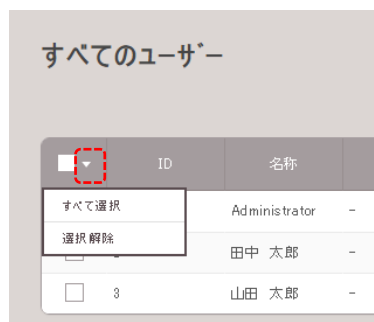 すべてのユーザー
ID 名称
すべて選択 Administrator -
選択解除 田中 太郎 -
3 山田 太郎 -